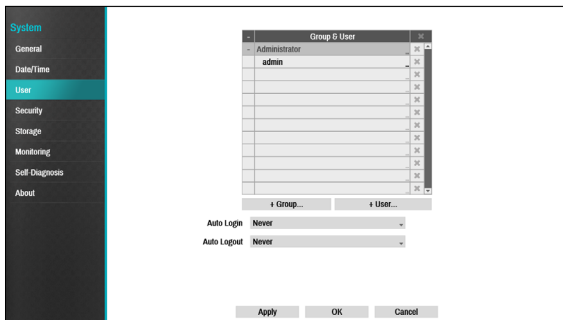 System
General
Date/Time
User
Security
Storage
Monitoring
Self-Diagnosis
About
- Group & User
- Administrator
admin
+ Group...
+ User...
Auto Login Never
Auto Logout Never
Apply
OK
Cancel